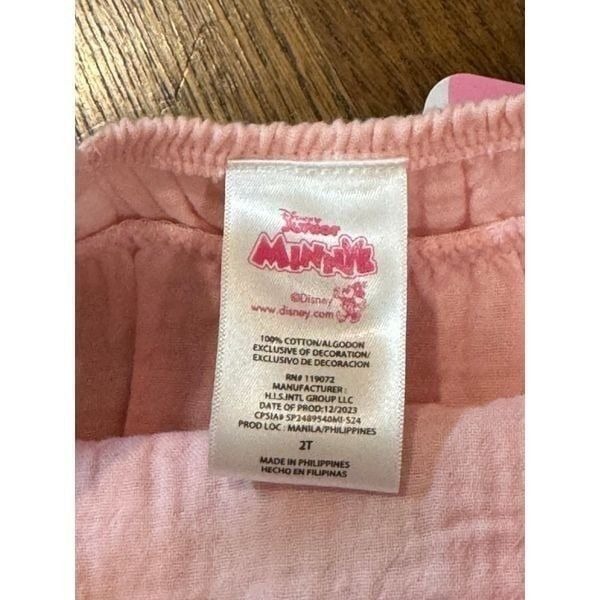 Disney
Junior
MINNIE
©Disney
www.disney.com
100% COTTON/ALGODON
EXCLUSIVE OF DECORATION/
EXCLUSIVO DE DECORACION
RN# 119072
MANUFACTURER :
H.I.S.INTL GROUP LLC
DATE OF PROD:12/2023
CPSIA# SP2489540MI-S24
PROD LOC : MANILA/PHILIPPINES
2T
MADE IN PHILIPPINES
HECHO EN FILIPINAS